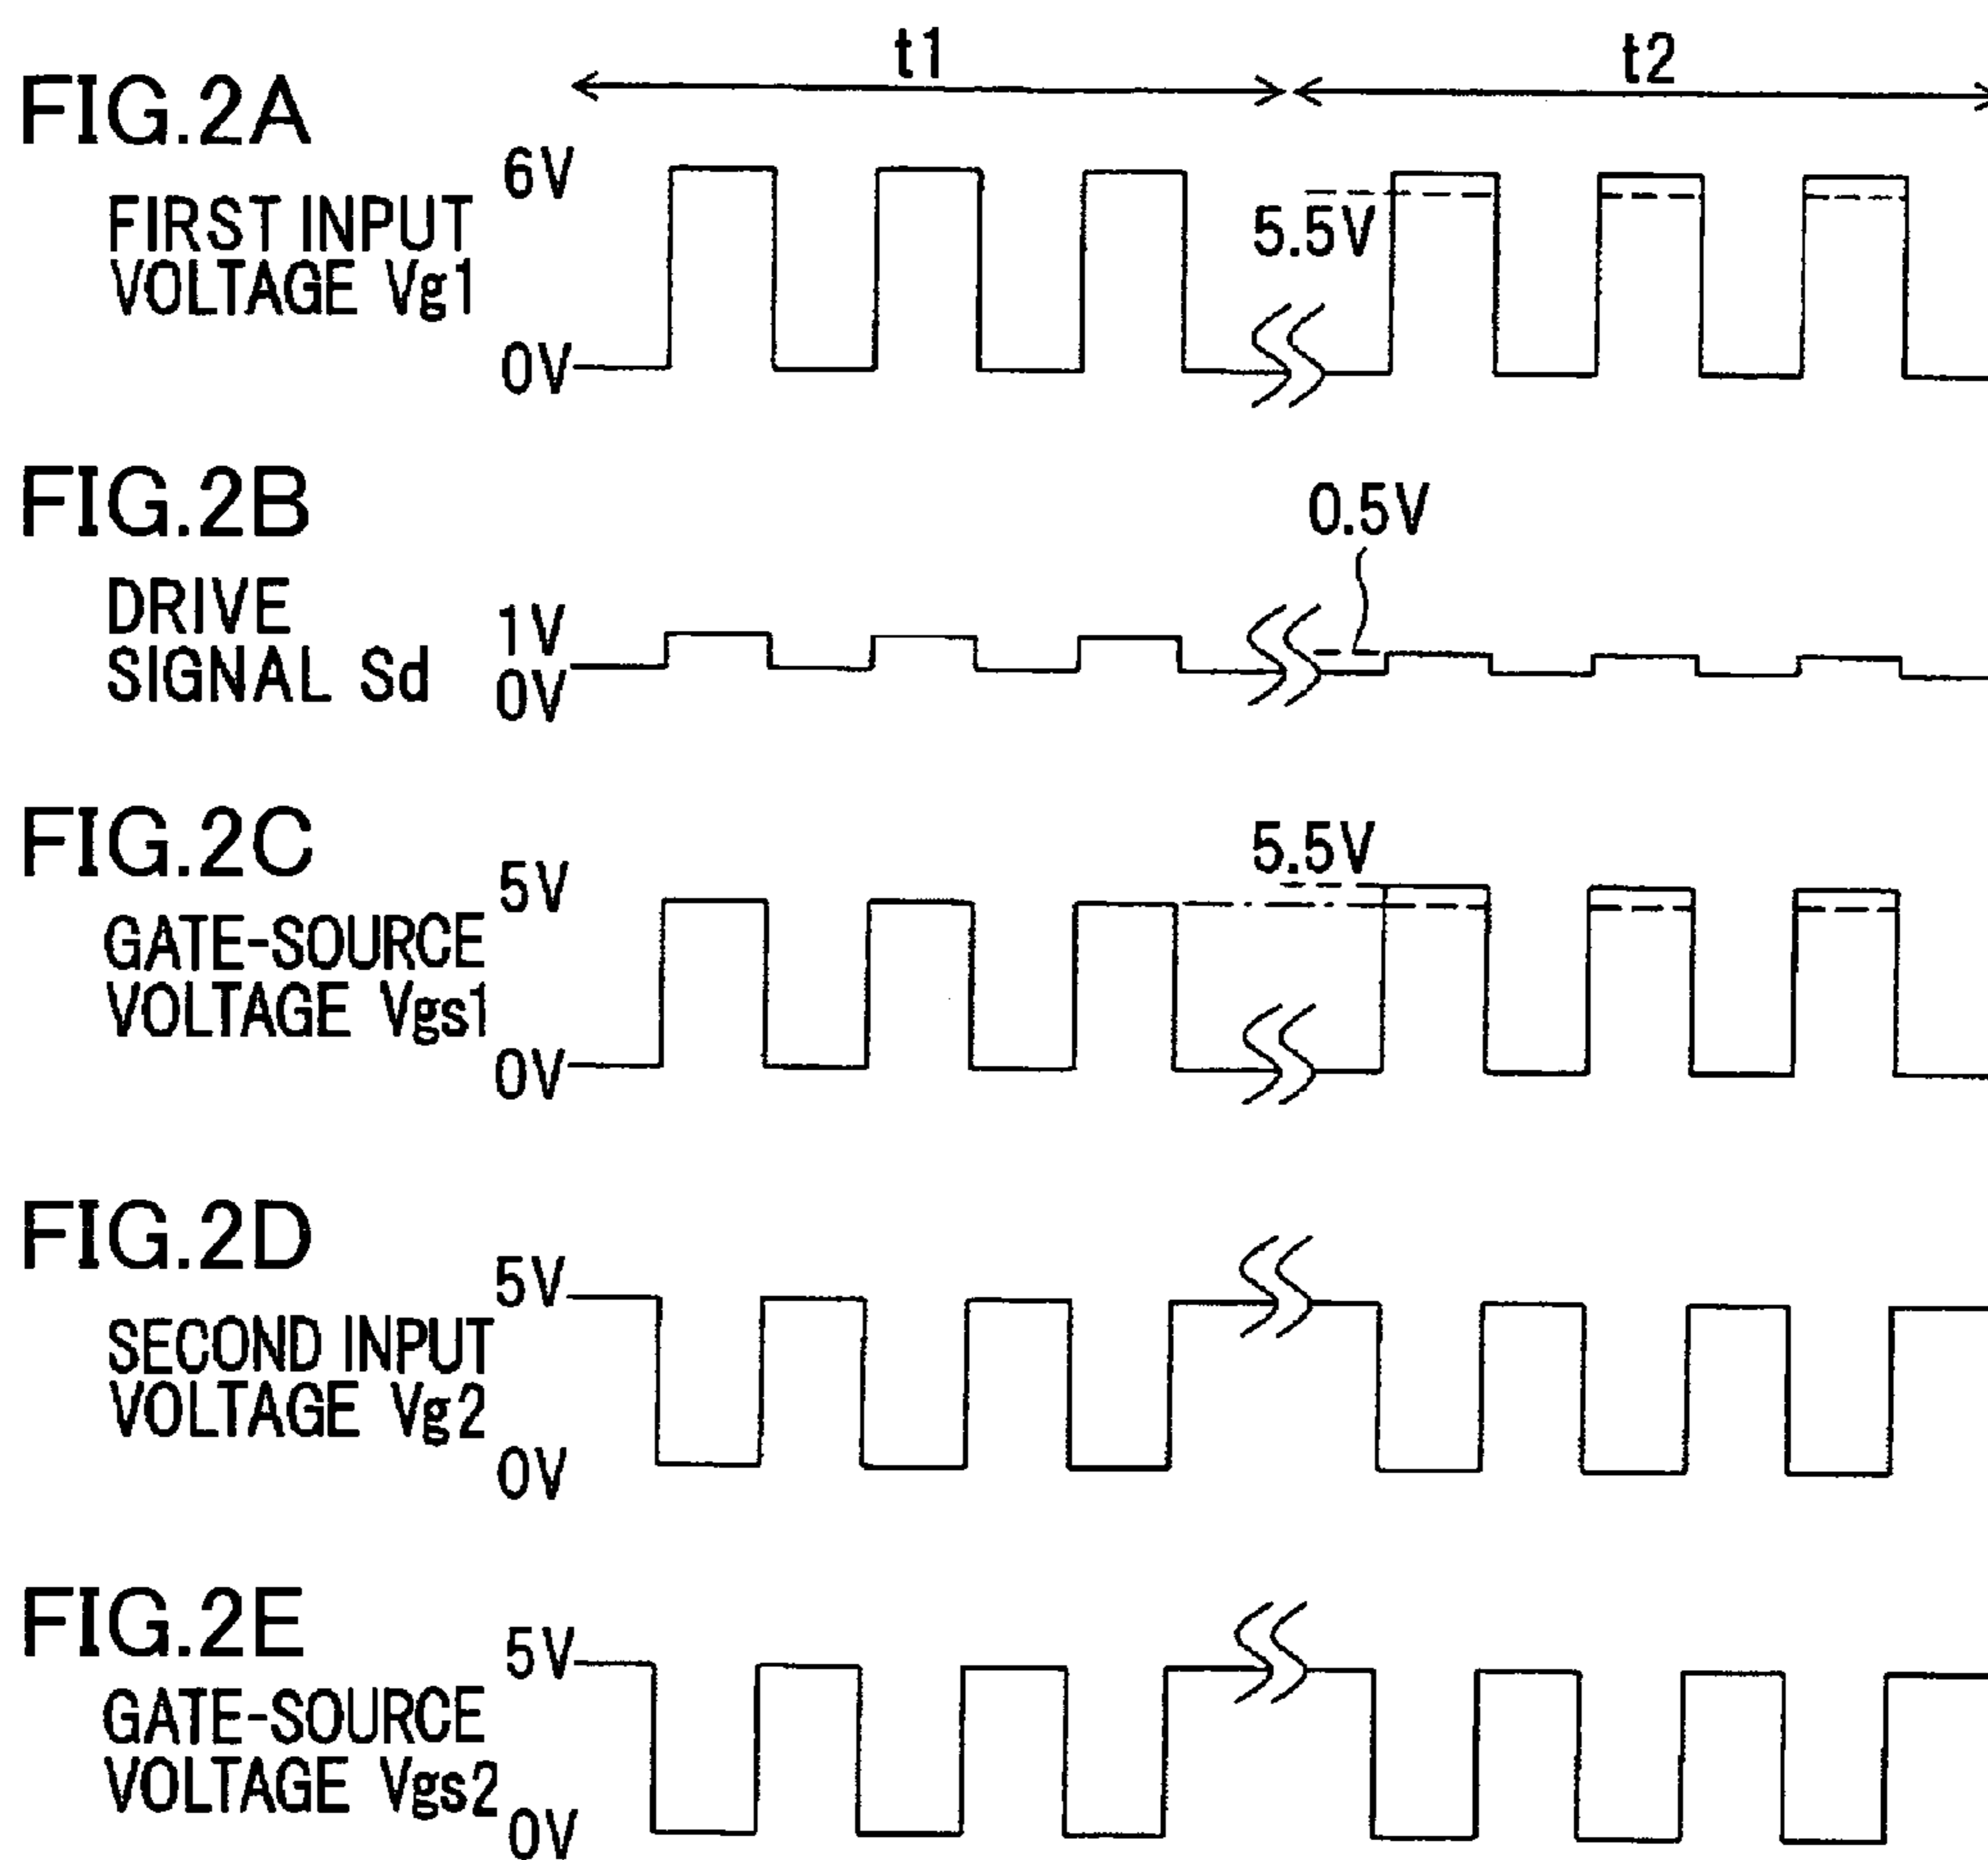 t1
t2
FIG.2A
6V
FIRST INPUT
VOLTAGE Vg1
5.5V
0V
FIG.2B
0.5V
DRIVE
SIGNAL Sd
1V
0V
FIG.2C
5.5V
5V
GATE-SOURCE
VOLTAGE Vgs1
0V
FIG.2D
5V
SECOND INPUT
VOLTAGE Vg2
0V
FIG.2E
5V
GATE-SOURCE
VOLTAGE Vgs2
0V